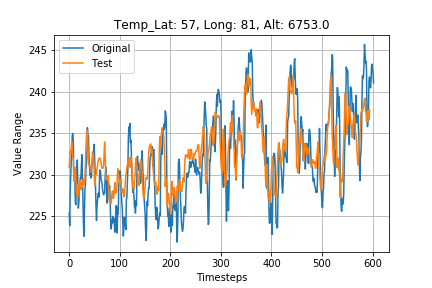 Temp_Lat: 57, Long: 81, Alt: 6753.0
Original
Test
245
240
235
230
225
Value Range
0 100 200 300 400 500 600
Timesteps